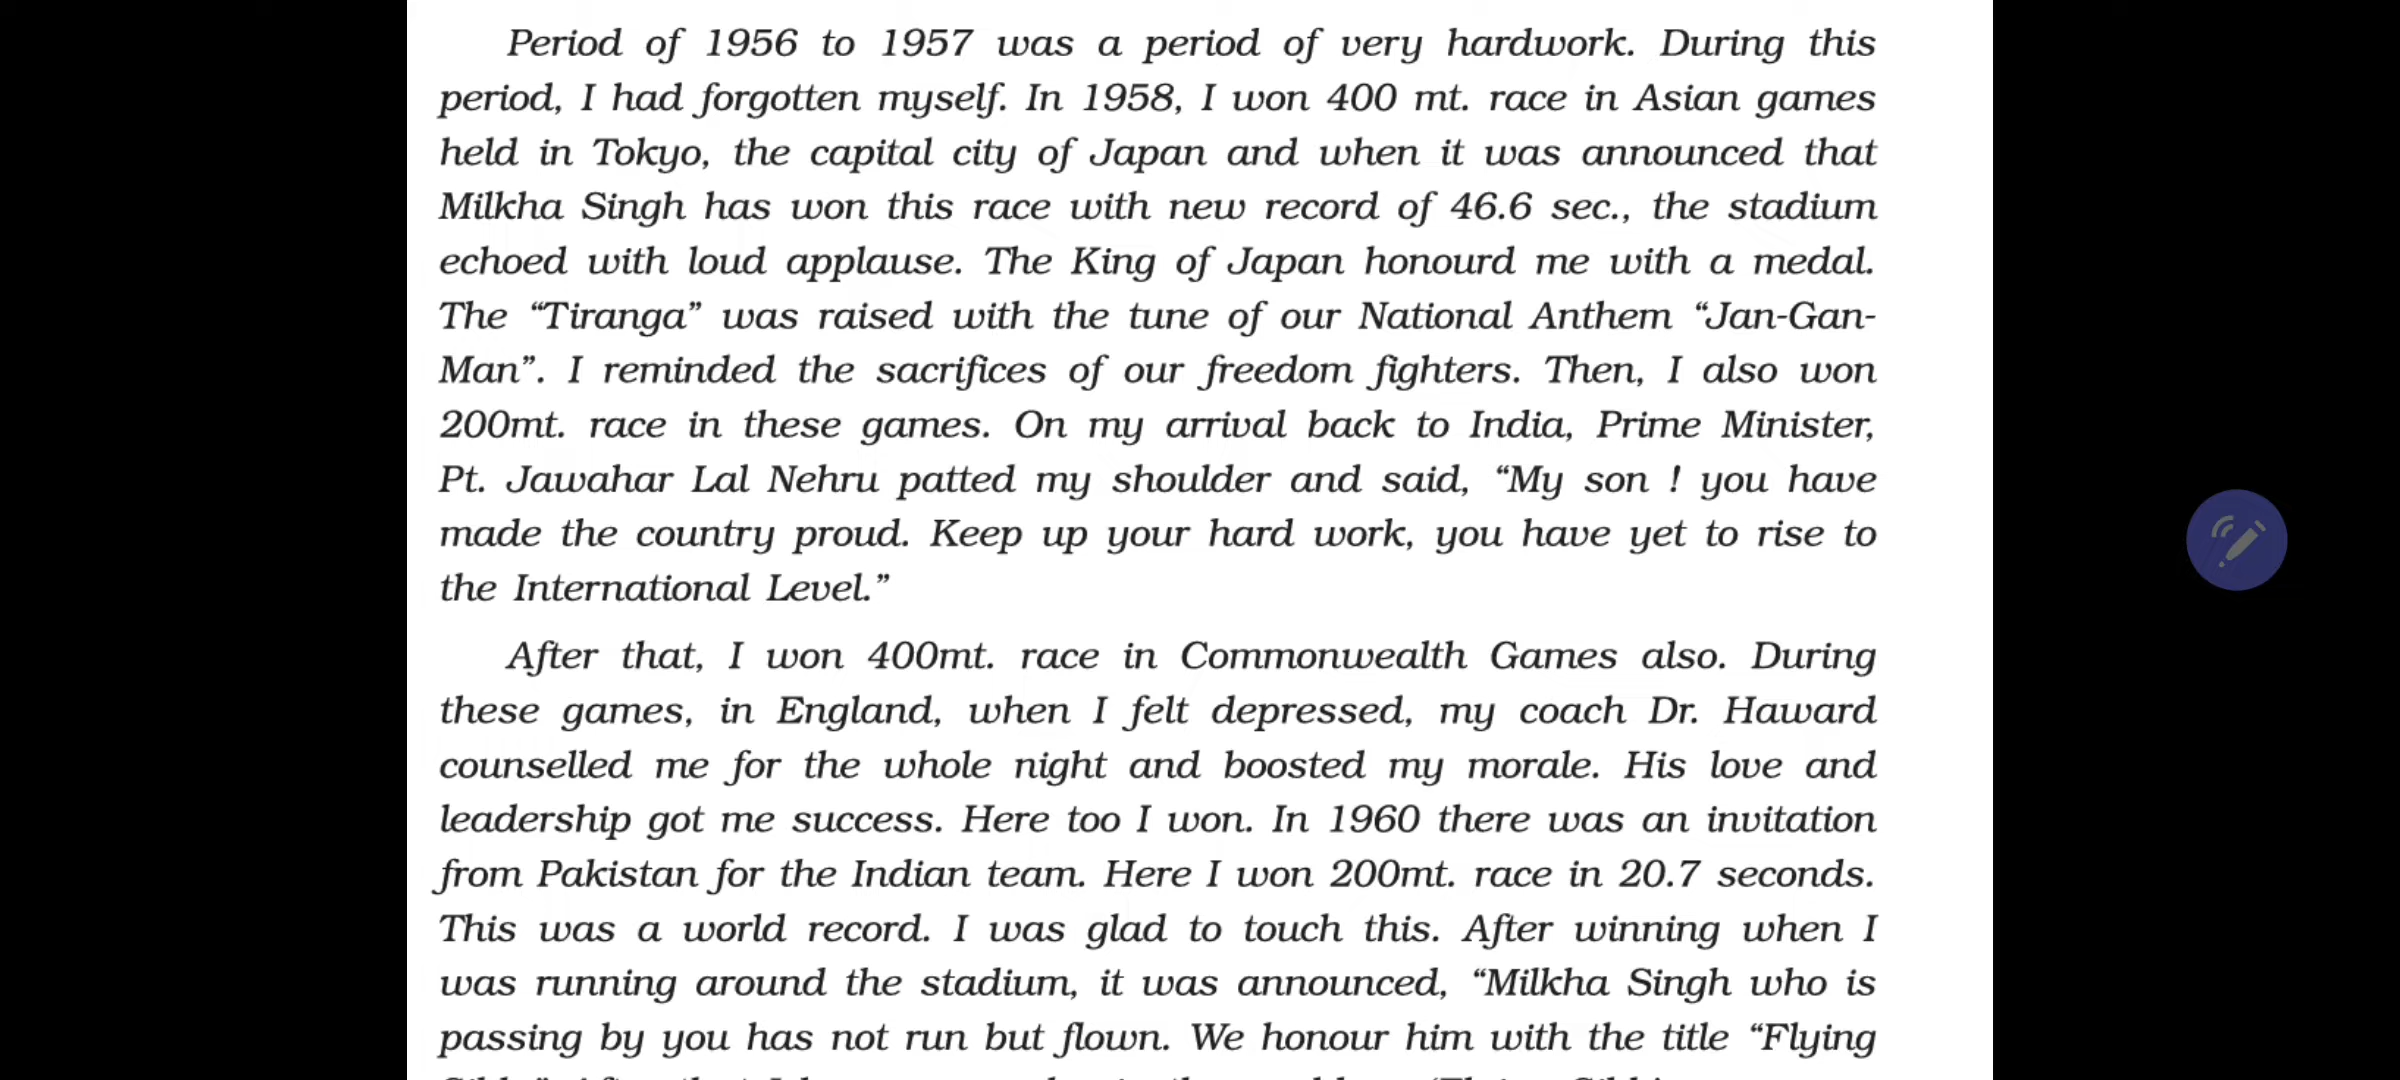 Period of 1956 to 1957 was a period of very hardwork. During this
period, I had forgotten myself. In 1958, I won 400 mt. race in Asian games
held in Tokyo, the capital city of Japan and when it was announced that
Milkha Singh has won this race with new record of 46.6 sec., the stadium
echoed with loud applause. The King of Japan honourd me with a medal.
The “Tiranga” was raised with the tune of our National Anthem “Jan-Gan-
Man”. I reminded the sacrifices of our freedom fighters. Then, I also won
200mt. race in these games. On my arrival back to India, Prime Minister,
Pt. Jawahar Lal Nehru patted my shoulder and said, “My son ! you have
made the country proud. Keep up your hard work, you have yet to rise to
the International Level.”
After that, I won 400mt. race in Commonwealth Games also. During
these games, in England, when I felt depressed, my coach Dr. Haward
counselled me for the whole night and boosted my morale. His love and
leadership got me success. Here too I won. In 1960 there was an invitation
from Pakistan for the Indian team. Here I won 200mt. race in 20.7 seconds.
This was a world record. I was glad to touch this. After winning when I
was running around the stadium, it was announced, “Milkha Singh who is
passing by you has not run but flown. We honour him with the title “Flying